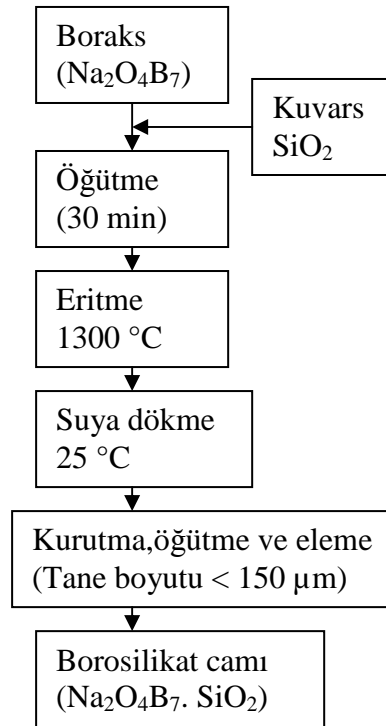 Boraks
(Na₂O₄B₇)
Kuvars
SiO₂
Öğütme
(30 min)
Eritme
1300 °C
Suya dökme
25 °C
Kurutma,öğütme ve eleme
(Tane boyutu < 150 µm)
Borosilikat camı
(Na₂O₄B₇. SiO₂)